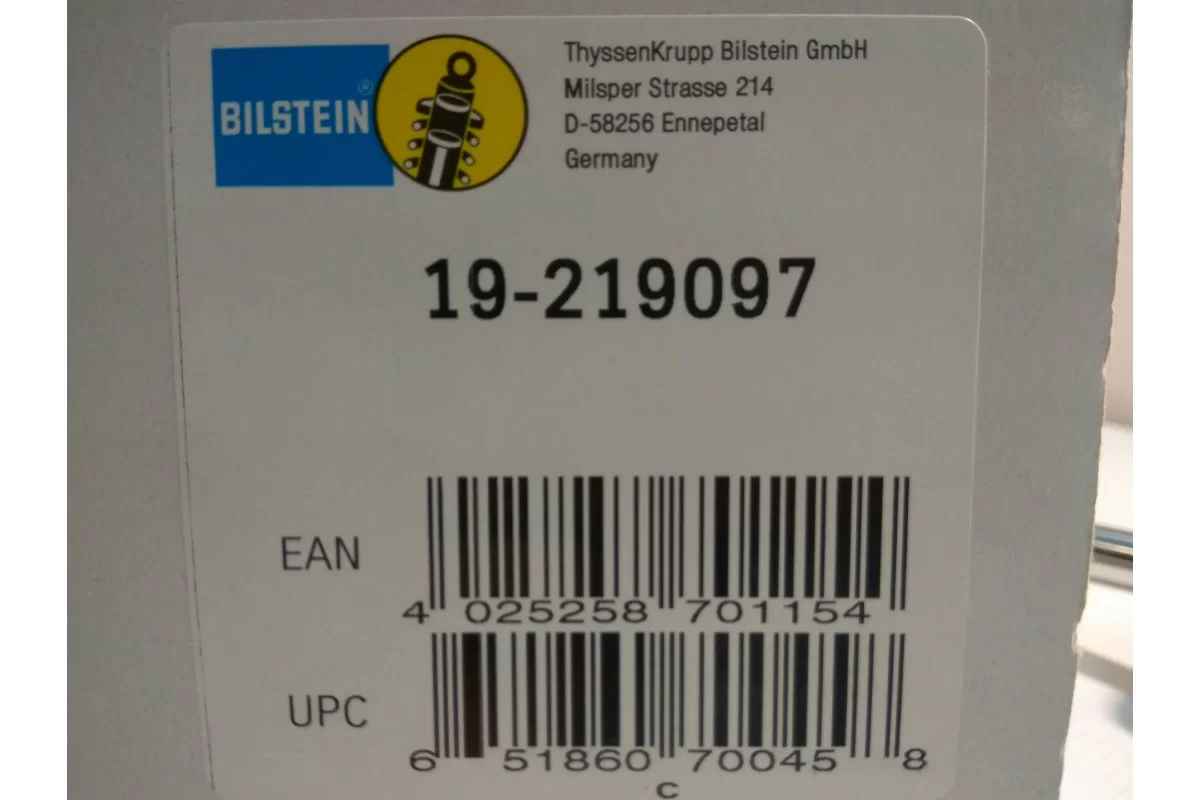 BILSTEIN®
ThyssenKrupp Bilstein GmbH
Milsper Strasse 214
D-58256 Ennepetal
Germany
19-219097
EAN
4 025258 701154
UPC
6 51860 70045 8
C